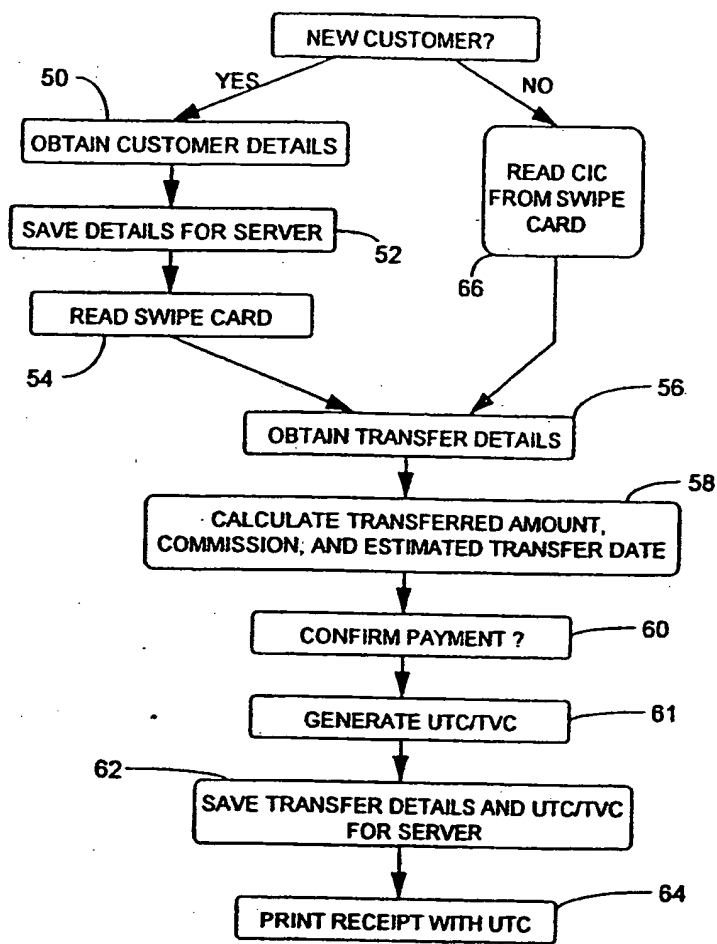 NEW CUSTOMER?
50
YES
NO
OBTAIN CUSTOMER DETAILS
READ CIC
FROM SWIPE
CARD
SAVE DETAILS FOR SERVER
52
66
READ SWIPE CARD
54
56
OBTAIN TRANSFER DETAILS
58
CALCULATE TRANSFERRED AMOUNT,
COMMISSION, AND ESTIMATED TRANSFER DATE
CONFIRM PAYMENT ?
60
GENERATE UTC/TVC
61
62
SAVE TRANSFER DETAILS AND UTC/TVC
FOR SERVER
64
PRINT RECEIPT WITH UTC